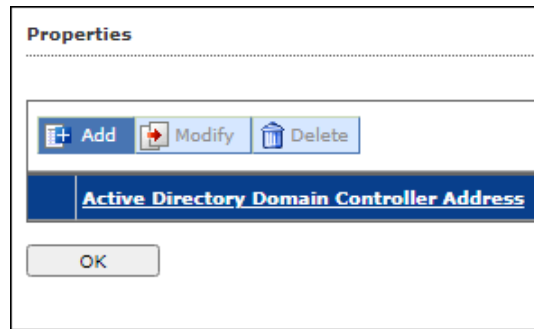 Properties
Add Modify Delete
Active Directory Domain Controller Address
OK